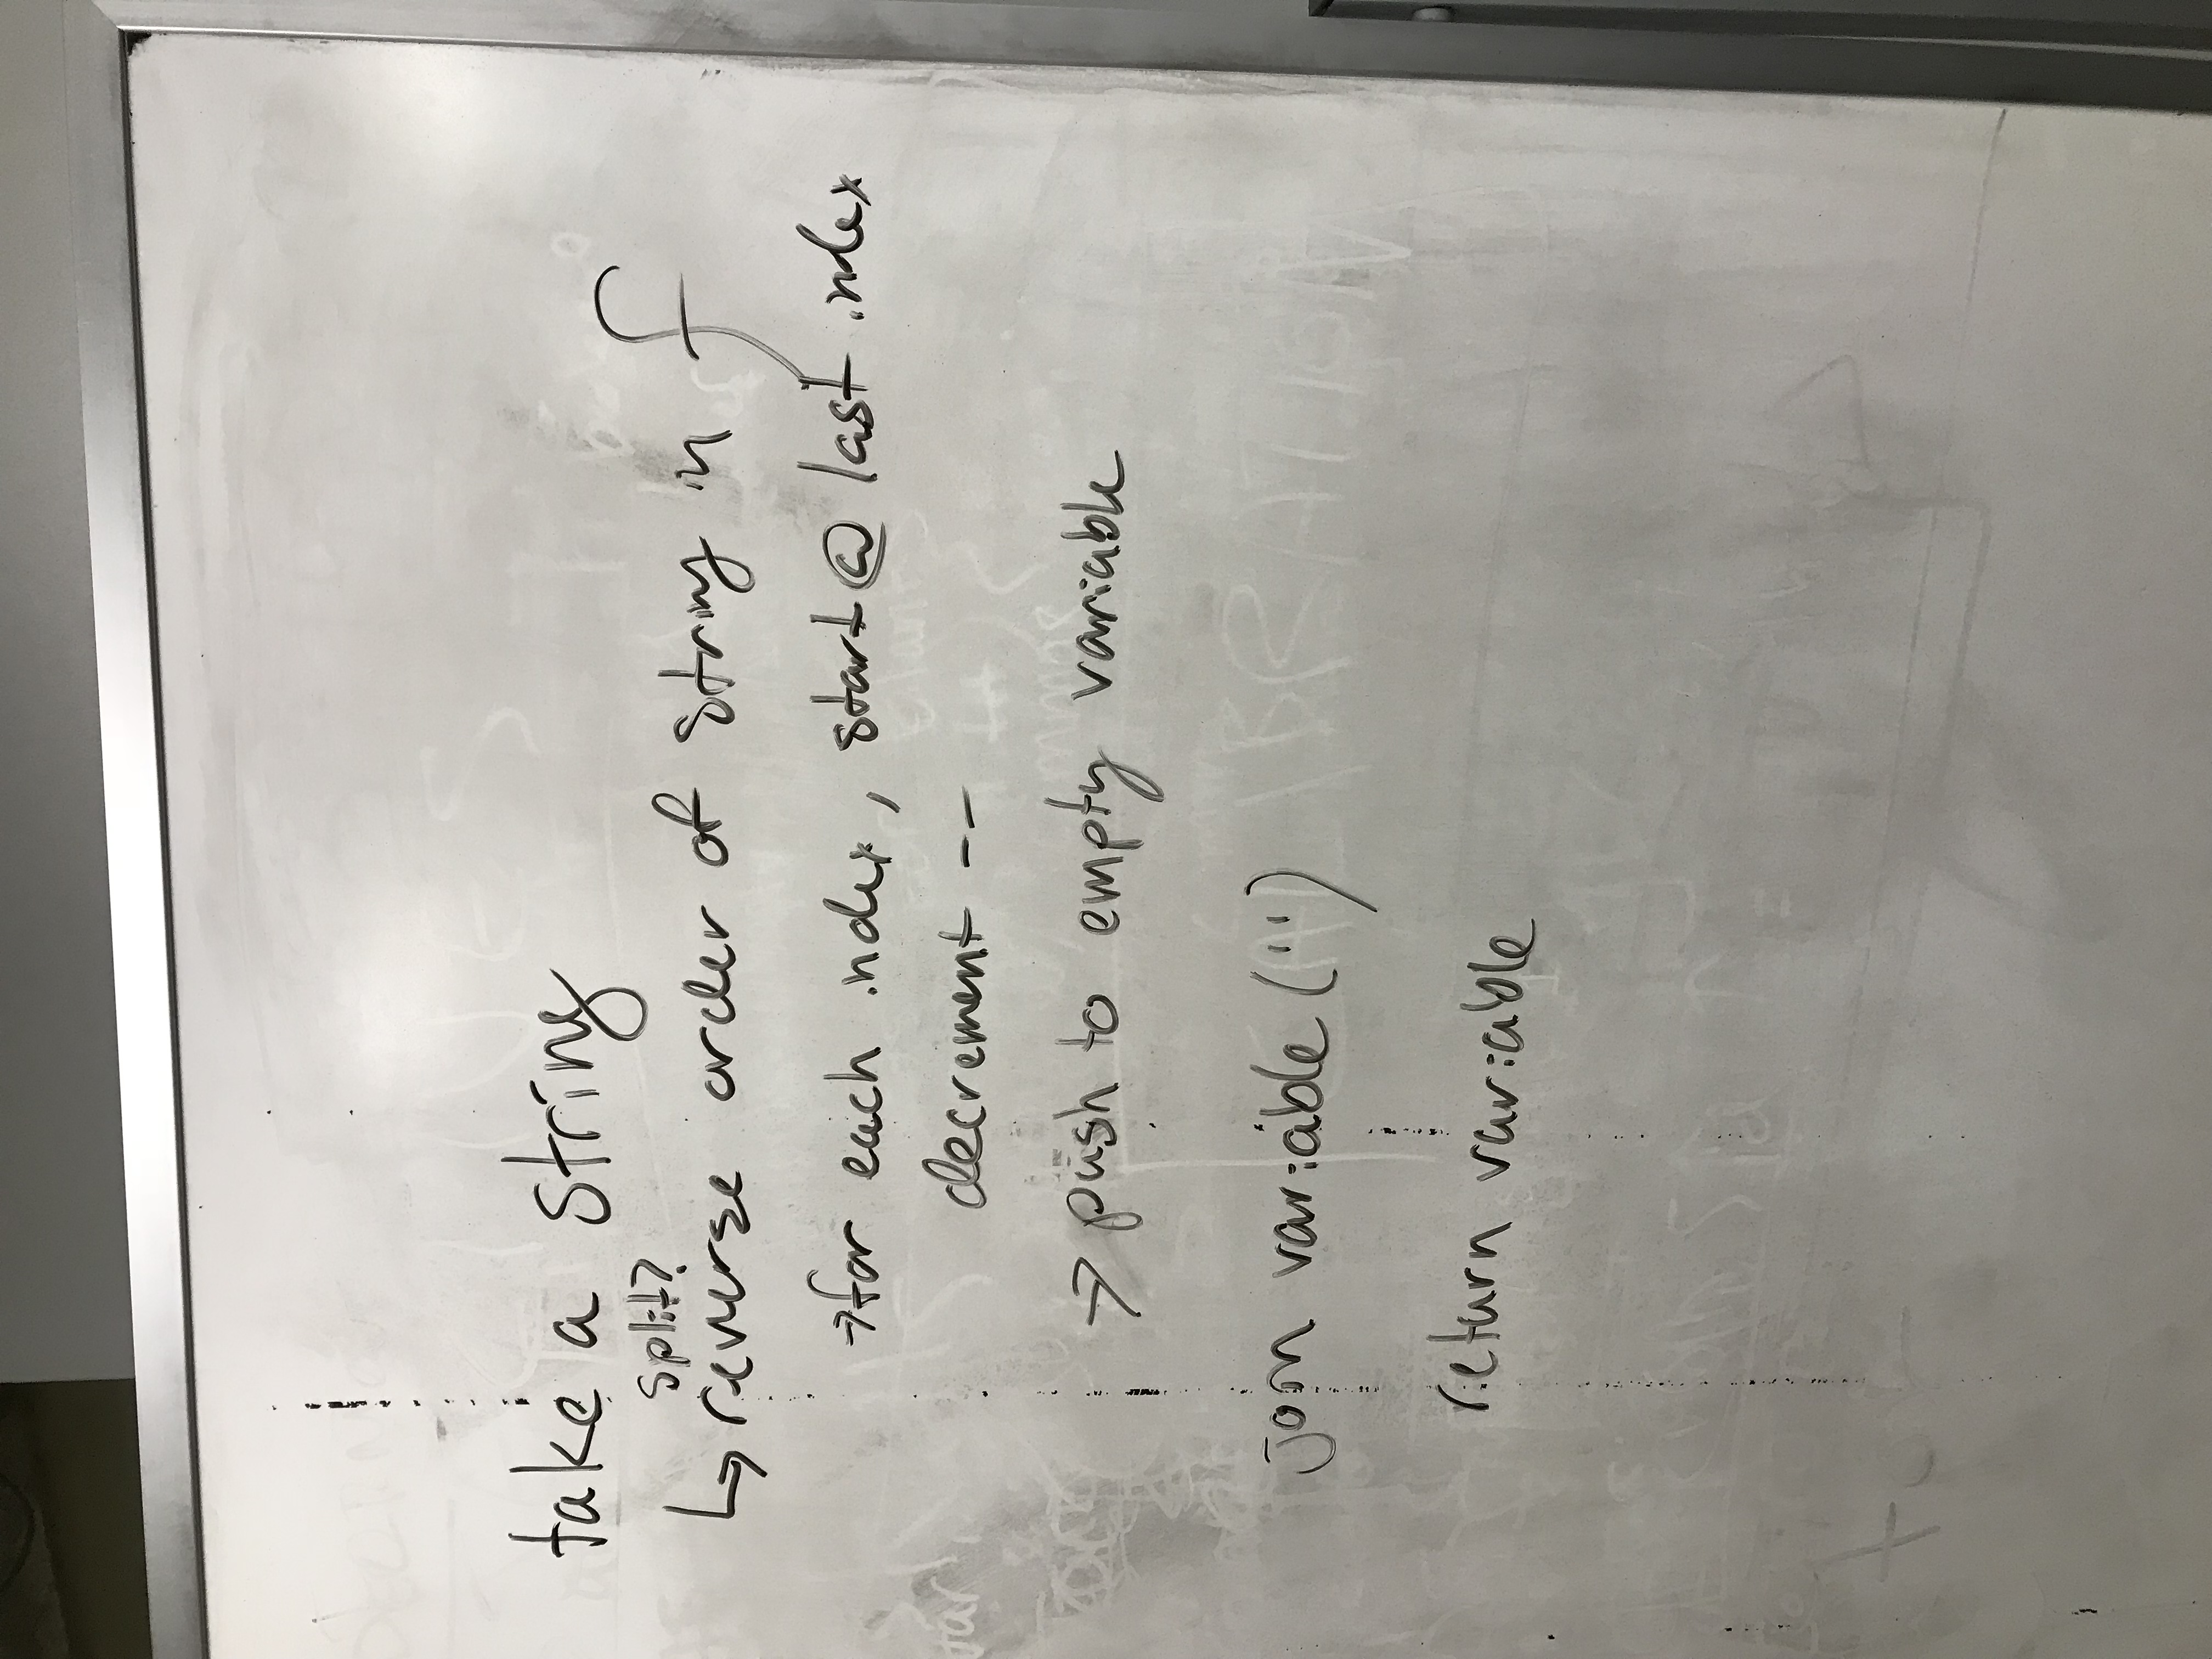 take a string
split?
↳ reverse order of string in f
→ for each index, start @ last index
decrement --
→ push to empty variable
join variable ('')
return variable